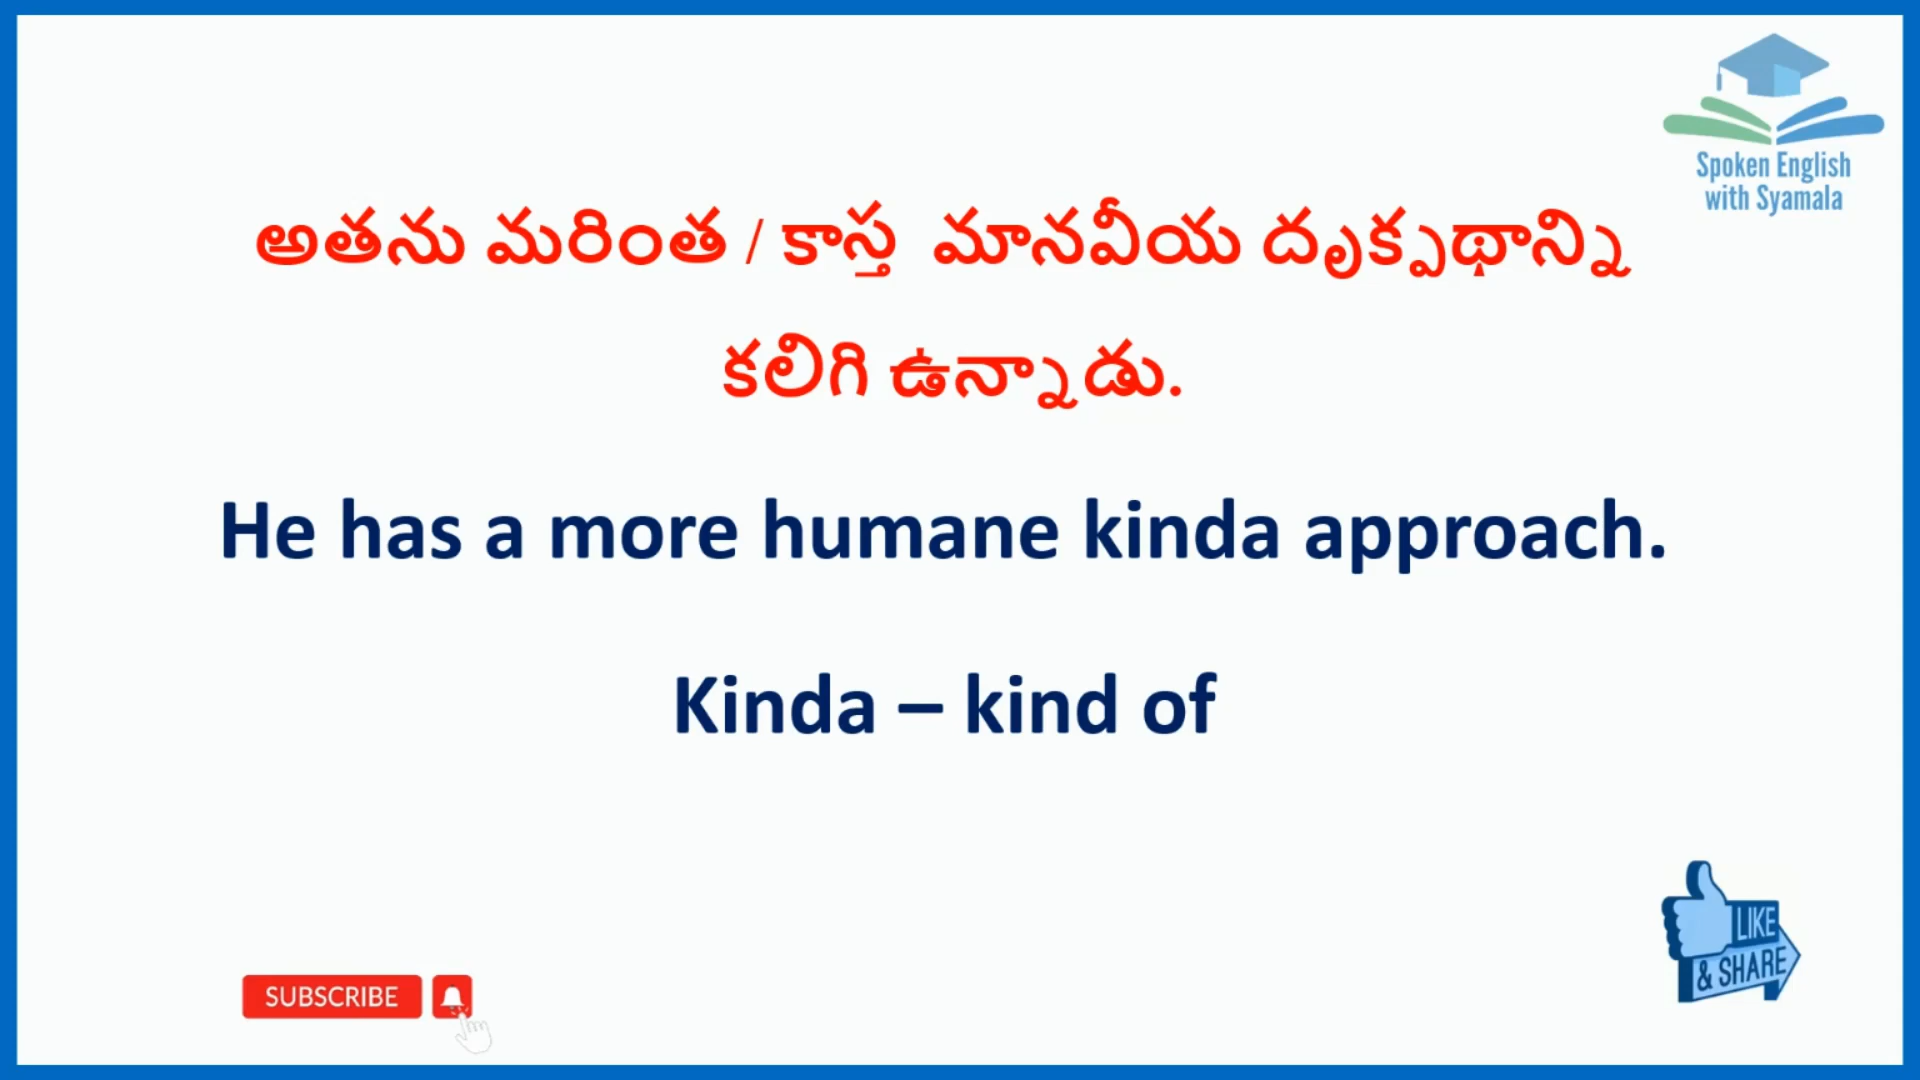 Spoken English
with Syamala
అతను మరింత / కాస్త మానవీయ దృక్పథాన్ని
కలిగి ఉన్నాడు.
He has a more humane kinda approach.
Kinda – kind of
LIKE
& SHARE
SUBSCRIBE